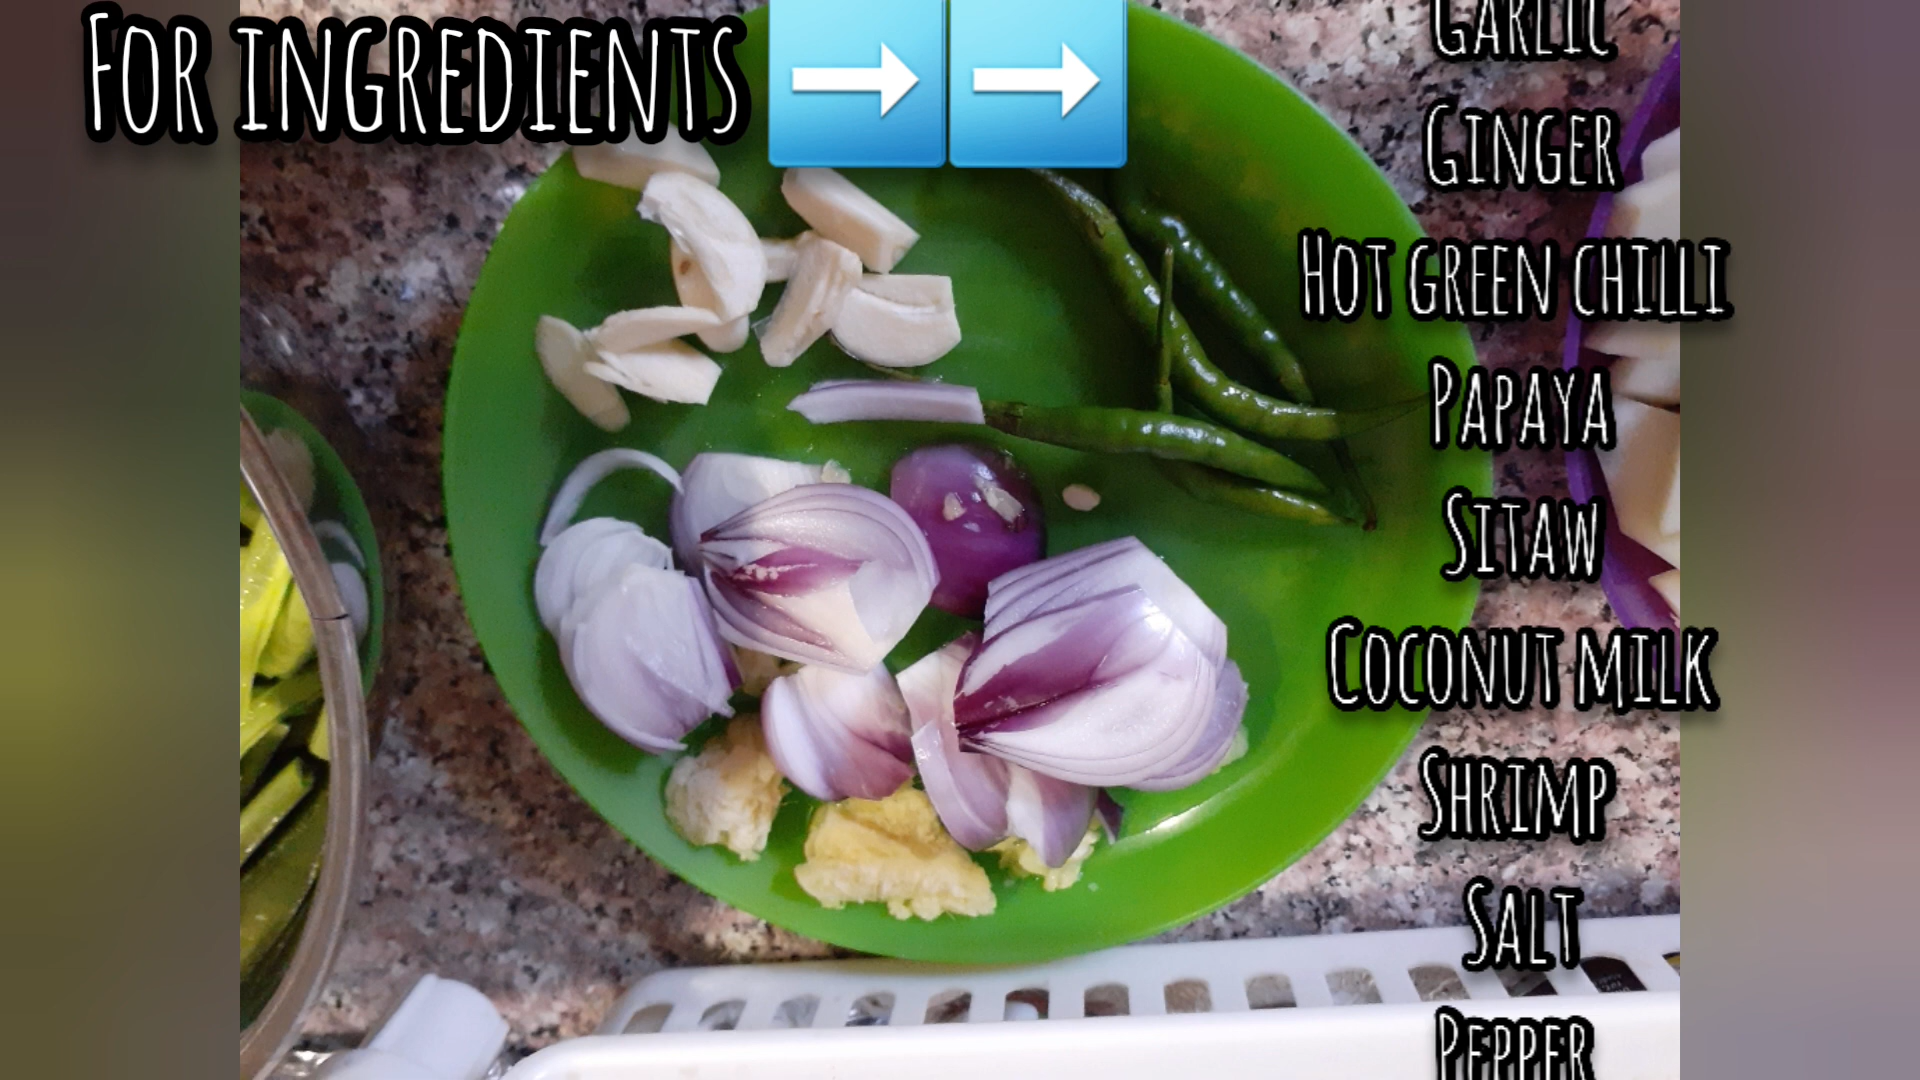 For ingredients
Garlic
Ginger
Hot green chilli
Papaya
Sitaw
Coconut milk
Shrimp
Salt
Pepper